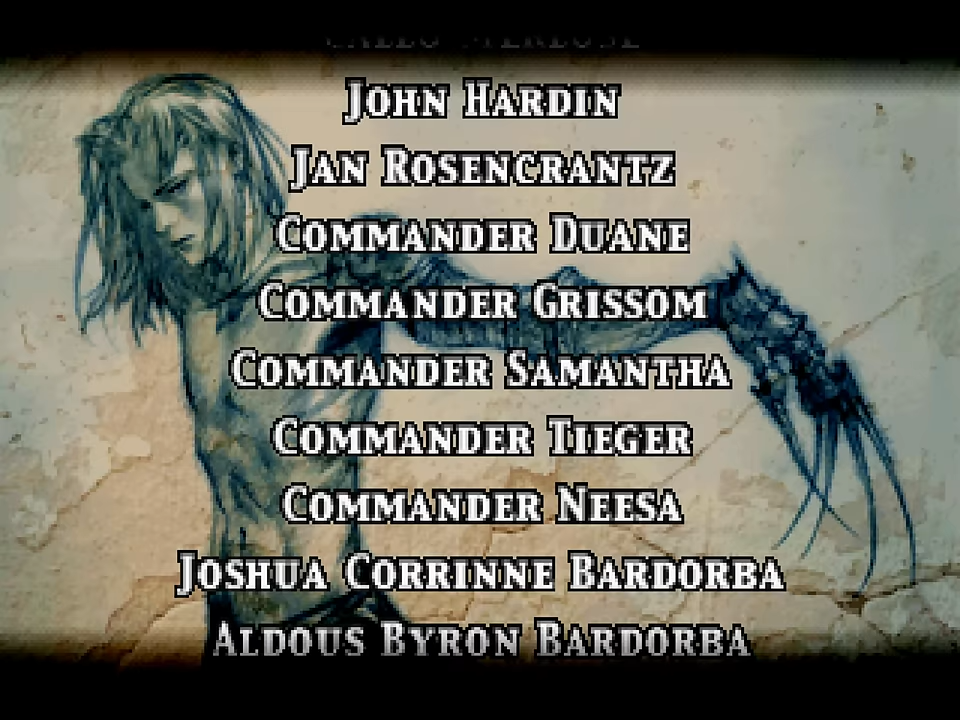 John Hardin
Jan Rosencrantz
Commander Duane
Commander Grissom
Commander Samantha
Commander Tieger
Commander Neesa
Joshua Corrinne Bardorba
Aldous Byron Bardorba